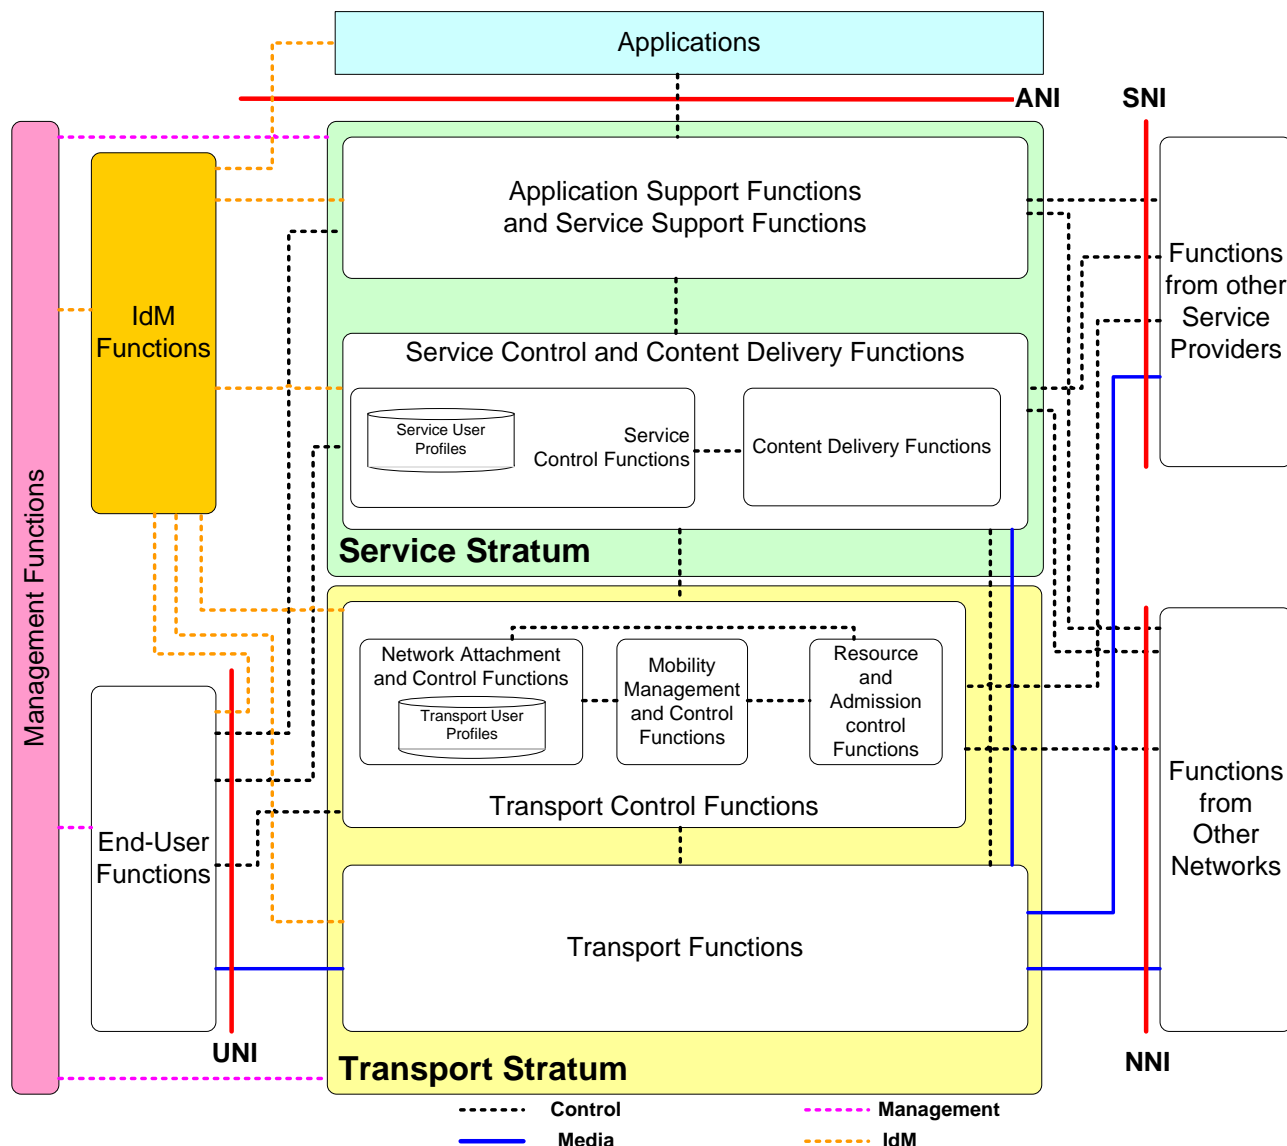 Applications
ANI
SNI
Application Support Functions
and Service Support Functions
Functions
from other
Service
Providers
IdM
Functions
Service Control and Content Delivery Functions
Service User
Profiles
Service
Control Functions
Content Delivery Functions
Service Stratum
Management Functions
Network Attachment
and Control Functions
Transport User
Profiles
Mobility
Management
and Control
Functions
Resource
and
Admission
control
Functions
Transport Control Functions
End-User
Functions
Functions
from
Other
Networks
Transport Functions
UNI
Transport Stratum
NNI
Control
Management
Media
IdM